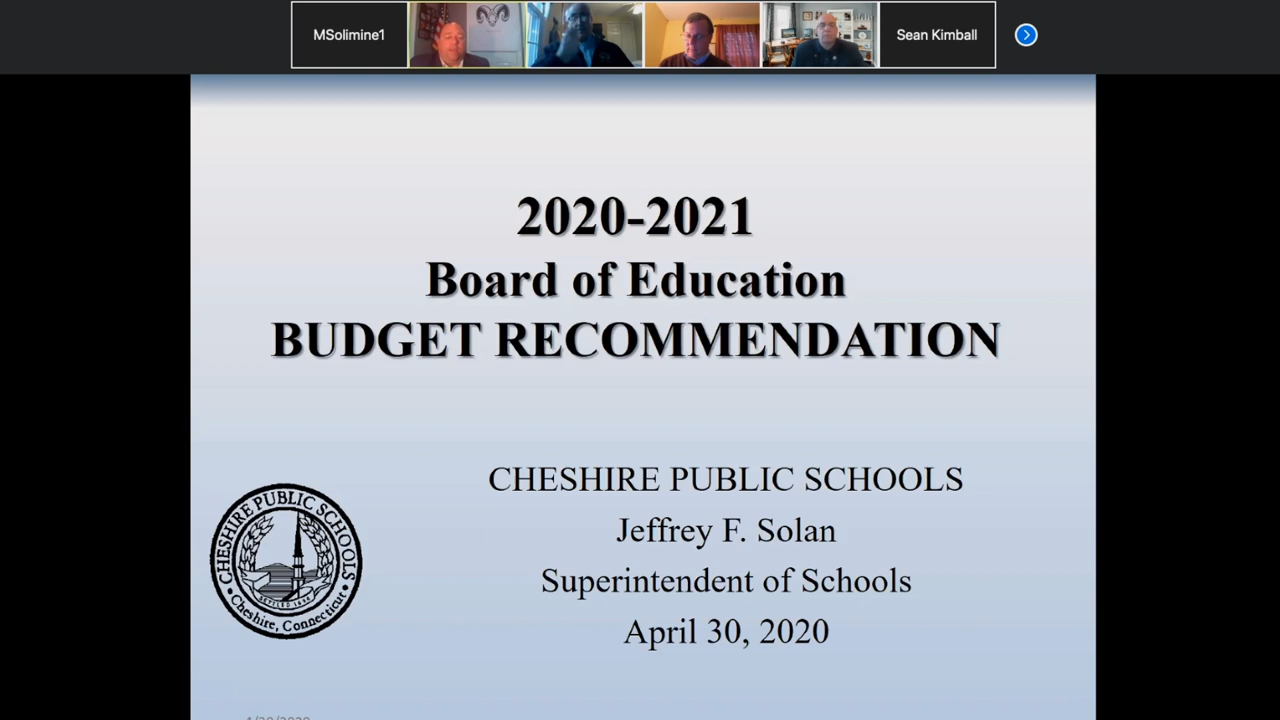 MSolimine1
Sean Kimball
2020-2021
Board of Education
BUDGET RECOMMENDATION
CHESHIRE PUBLIC SCHOOLS
Jeffrey F. Solan
Superintendent of Schools
April 30, 2020
CHESHIRE PUBLIC SCHOOLS
Cheshire, Connecticut